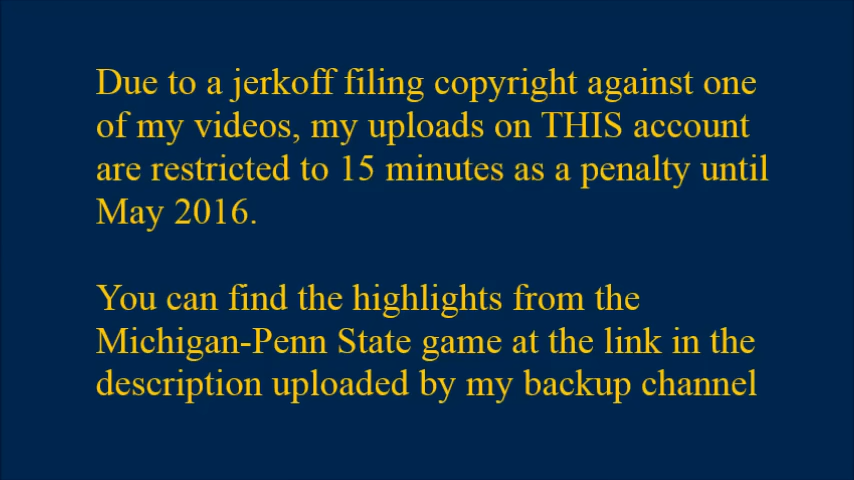 Due to a jerkoff filing copyright against one
of my videos, my uploads on THIS account
are restricted to 15 minutes as a penalty until
May 2016.
You can find the highlights from the
Michigan-Penn State game at the link in the
description uploaded by my backup channel